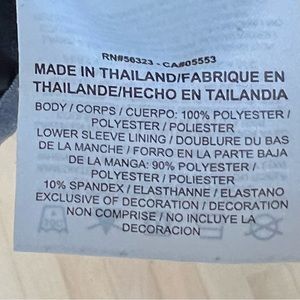 RN#56323 - CA#05553
MADE IN THAILAND/FABRIQUE EN
THAILANDE/HECHO EN TAILANDIA
BODY / CORPS / CUERPO: 100% POLYESTER /
POLYESTER / POLIESTER
LOWER SLEEVE LINING / DOUBLURE DU BAS
DE LA MANCHE / FORRO EN LA PARTE BAJA
DE LA MANGA: 90% POLYESTER /
POLYESTER / POLIESTER
10% SPANDEX / ELASTHANNE / ELASTANO
EXCLUSIVE OF DECORATION / DECORATION
NON COMPRISE / NO INCLUYE LA
DECORACION